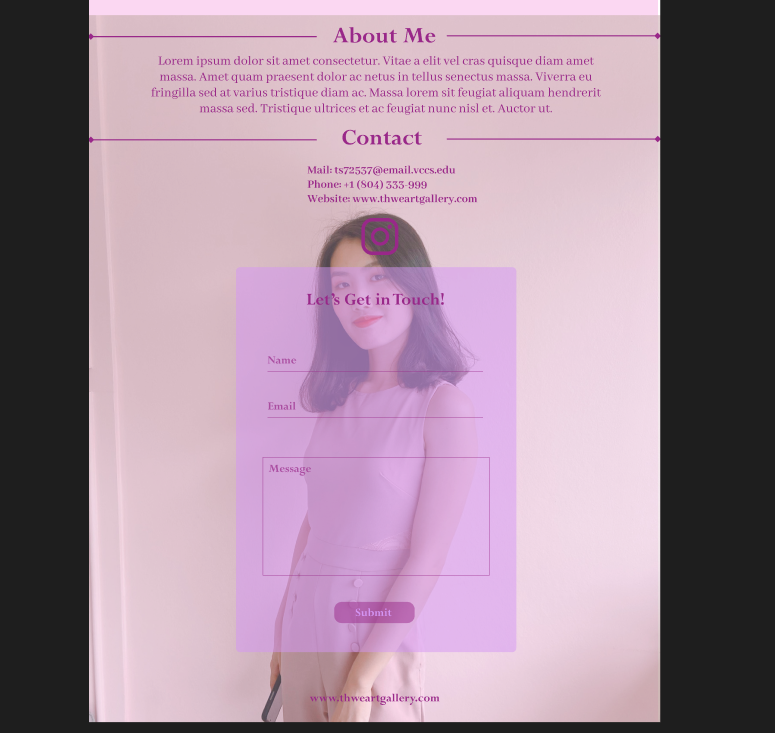 About Me
Lorem ipsum dolor sit amet consectetur. Vitae a elit vel cras quisque diam amet
massa. Amet quam praesent dolor ac netus in tellus senectus massa. Viverra eu
fringilla sed at varius tristique diam ac. Massa lorem sit feugiat aliquam hendrerit
massa sed. Tristique ultrices et ac feugiat nunc nisl et. Auctor ut.
Contact
Mail: ts72537@email.vccs.edu
Phone: +1 (804) 333-999
Website: www.thweartgallery.com
Let's Get in Touch!
Name
Email
Message
Submit
www.thweartgallery.com